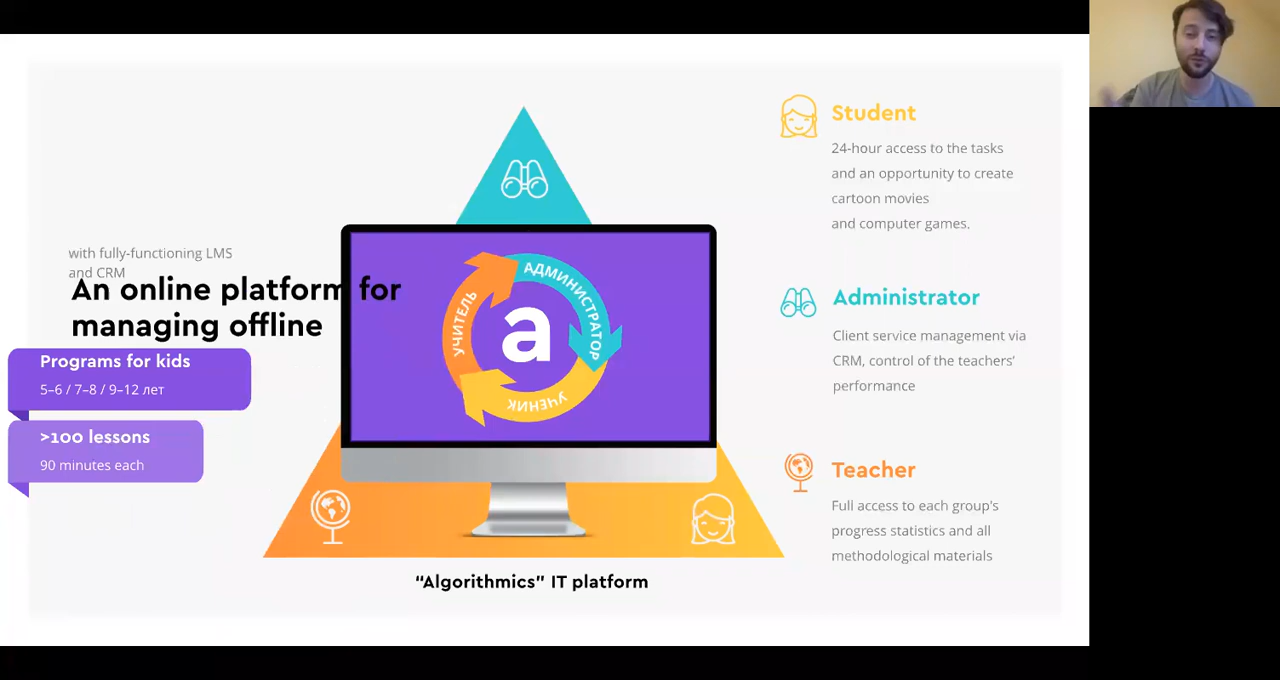 with fully-functioning LMS
and CRM
An online platform for
managing offline
Programs for kids
5–6 / 7–8 / 9–12 лет
>100 lessons
90 minutes each
АДМИНИСТРАТОР
УЧИТЕЛЬ
a
УЧЕНИК
“Algorithmics” IT platform
Student
24-hour access to the tasks
and an opportunity to create
cartoon movies
and computer games.
Administrator
Client service management via
CRM, control of the teachers’
performance
Teacher
Full access to each group’s
progress statistics and all
methodological materials